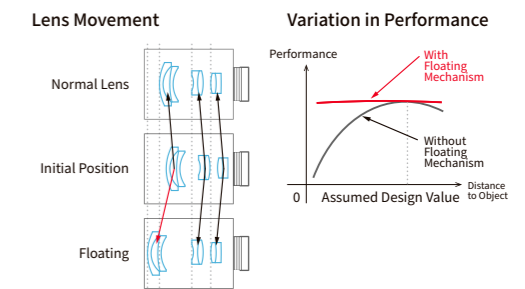 Lens Movement
Variation in Performance
Normal Lens
Initial Position
Floating
Performance
With
Floating
Mechanism
Without
Floating
Mechanism
0
Assumed Design Value
Distance
to Object